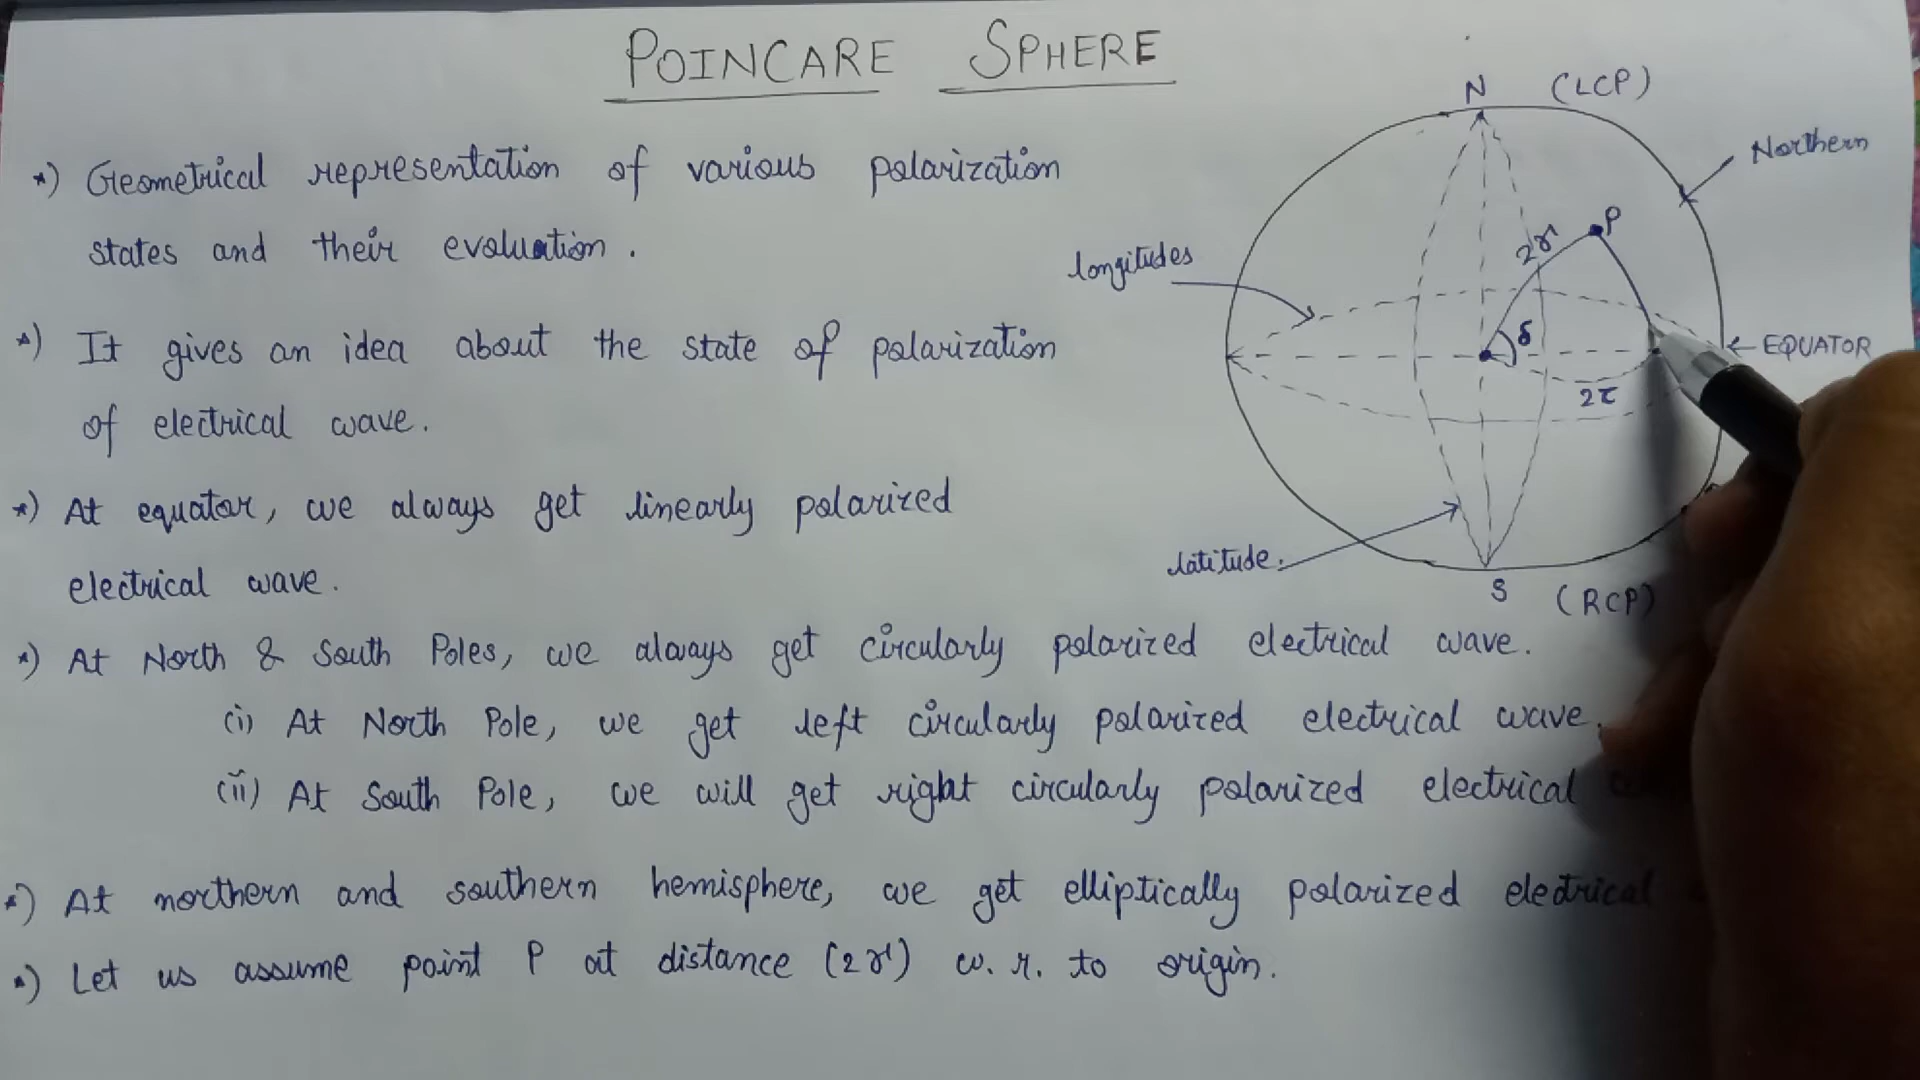 POINCARE SPHERE
*) Geometrical representation of various polarization
states and their evaluation.
*) It gives an idea about the state of polarization
of electrical wave.
*) At equator, we always get linearly polarized
electrical wave.
*) At North & South Poles, we always get circularly polarized electrical wave.
(i) At North Pole, we get left circularly polarized electrical wave.
(ii) At South Pole, we will get right circularly polarized electrical
*) At northern and southern hemisphere, we get elliptically polarized electrical
*) Let us assume point P at distance (2γ) w.r. to origin.
N (LCP)
Northern
P
2γ
longitudes
δ
EQUATOR
2τ
latitude.
S (RCP)